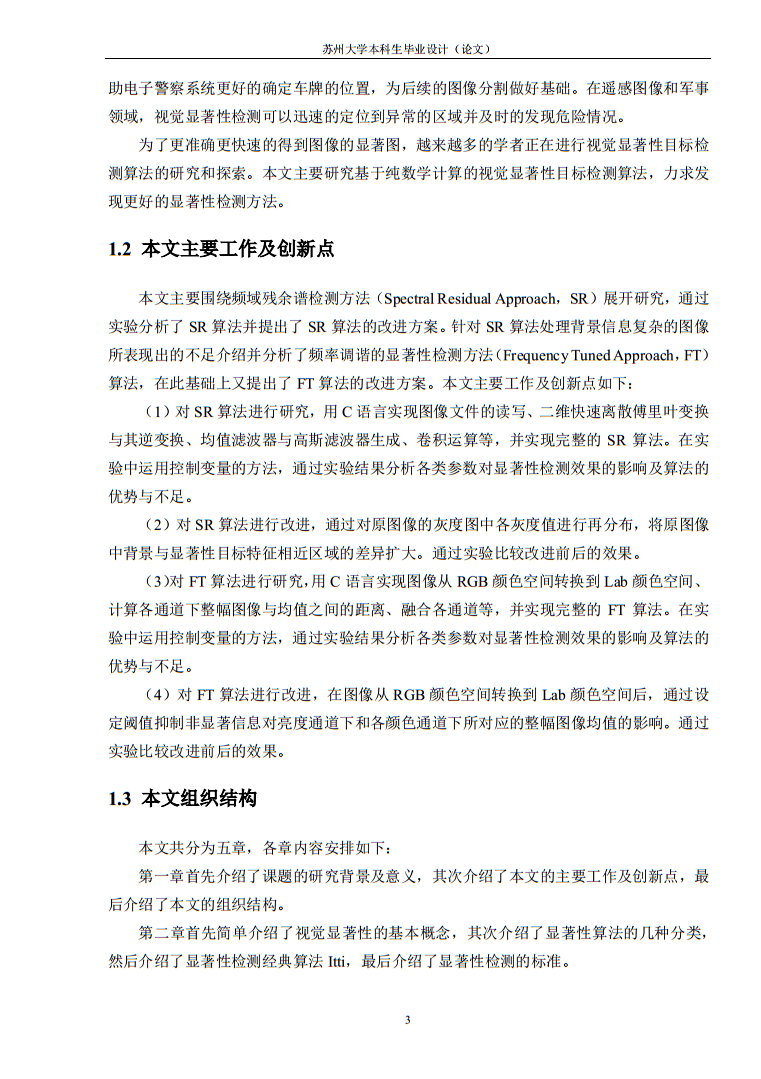 苏州大学本科生毕业设计（论文）
助电子警察系统更好的确定车牌的位置，为后续的图像分割做好基础。在遥感图像和军事
领域，视觉显著性检测可以迅速的定位到异常的区域并及时的发现危险情况。
为了更准确更快速的得到图像的显著图，越来越多的学者正在进行视觉显著性目标检
测算法的研究和探索。本文主要研究基于纯数学计算的视觉显著性目标检测算法，力求发
现更好的显著性检测方法。
1.2 本文主要工作及创新点
本文主要围绕频域残余谱检测方法（Spectral Residual Approach，SR）展开研究，通过
实验分析了 SR 算法并提出了 SR 算法的改进方案。针对 SR 算法处理背景信息复杂的图像
所表现出的不足介绍并分析了频率调谐的显著性检测方法（Frequency Tuned Approach，FT）
算法，在此基础上又提出了 FT 算法的改进方案。本文主要工作及创新点如下：
（1）对 SR 算法进行研究，用 C 语言实现图像文件的读写、二维快速离散傅里叶变换
与其逆变换、均值滤波器与高斯滤波器生成、卷积运算等，并实现完整的 SR 算法。在实
验中运用控制变量的方法，通过实验结果分析各类参数对显著性检测效果的影响及算法的
优势与不足。
（2）对 SR 算法进行改进，通过对原图像的灰度图中各灰度值进行再分布，将原图像
中背景与显著性目标特征相近区域的差异扩大。通过实验比较改进前后的效果。
（3）对 FT 算法进行研究，用 C 语言实现图像从 RGB 颜色空间转换到 Lab 颜色空间、
计算各通道下整幅图像与均值之间的距离、融合各通道等，并实现完整的 FT 算法。在实
验中运用控制变量的方法，通过实验结果分析各类参数对显著性检测效果的影响及算法的
优势与不足。
（4）对 FT 算法进行改进，在图像从 RGB 颜色空间转换到 Lab 颜色空间后，通过设
定阈值抑制非显著信息对亮度通道下和各颜色通道下所对应的整幅图像均值的影响。通过
实验比较改进前后的效果。
1.3 本文组织结构
本文共分为五章，各章内容安排如下：
第一章首先介绍了课题的研究背景及意义，其次介绍了本文的主要工作及创新点，最
后介绍了本文的组织结构。
第二章首先简单介绍了视觉显著性的基本概念，其次介绍了显著性算法的几种分类，
然后介绍了显著性检测经典算法 Itti，最后介绍了显著性检测的标准。
3